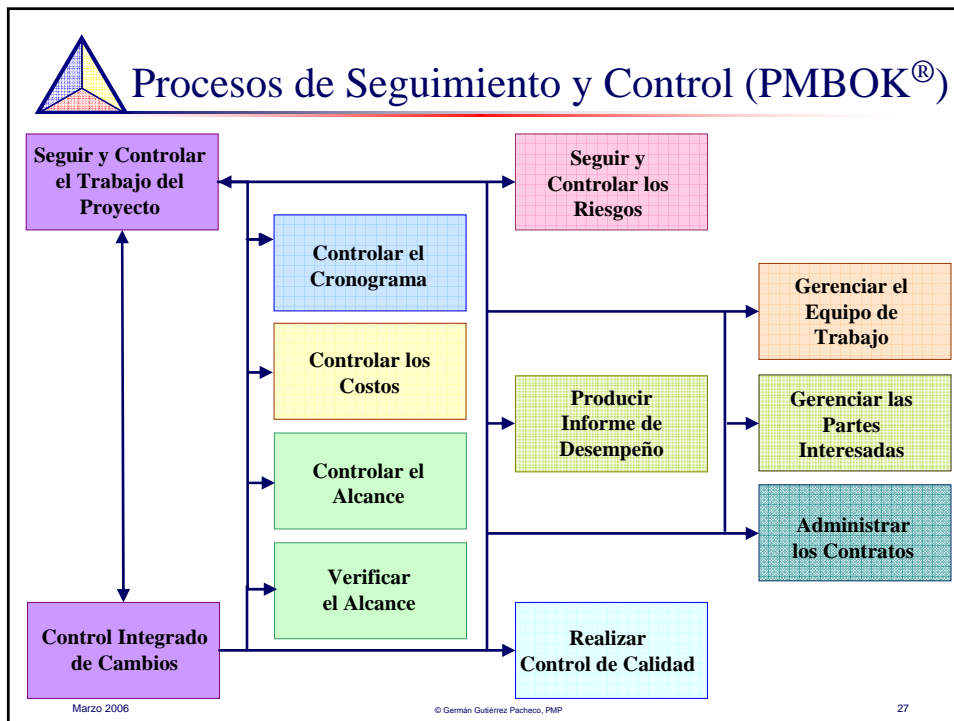 Procesos de Seguimiento y Control (PMBOK®)
Seguir y Controlar
el Trabajo del
Proyecto
Seguir y
Controlar los
Riesgos
Controlar el
Cronograma
Gerenciar el
Equipo de
Trabajo
Controlar los
Costos
Producir
Informe de
Desempeño
Gerenciar las
Partes
Interesadas
Controlar el
Alcance
Administrar
los Contratos
Verificar
el Alcance
Control Integrado
de Cambios
Realizar
Control de Calidad
Marzo 2006
© Germán Gutiérrez Pacheco, PMP
27